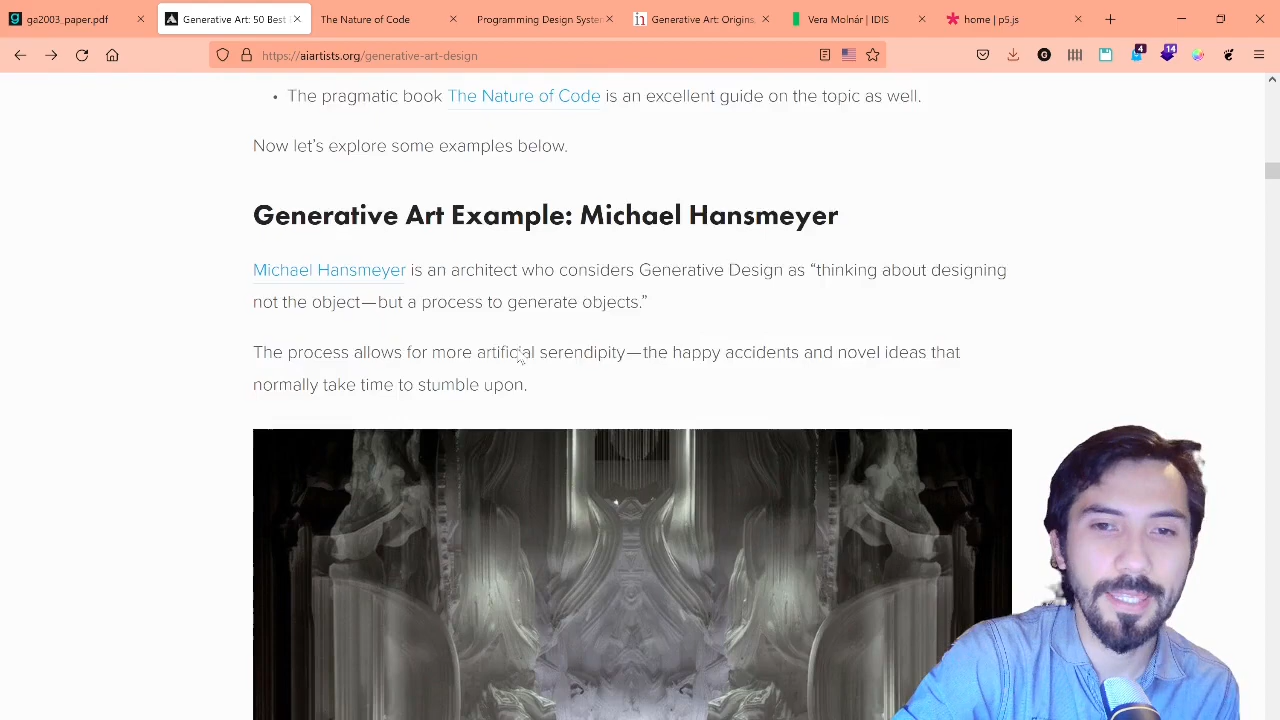 ga2003_paper.pdf
Generative Art: 50 Best
The Nature of Code
Programming Design System
Generative Art: Origins,
Vera Molnár | IDIS
home | p5.js
https://aiartists.org/generative-art-design
4
14
The pragmatic book The Nature of Code is an excellent guide on the topic as well.
Now let's explore some examples below.
Generative Art Example: Michael Hansmeyer
Michael Hansmeyer is an architect who considers Generative Design as “thinking about designing
not the object—but a process to generate objects.”
The process allows for more artificial serendipity—the happy accidents and novel ideas that
normally take time to stumble upon.